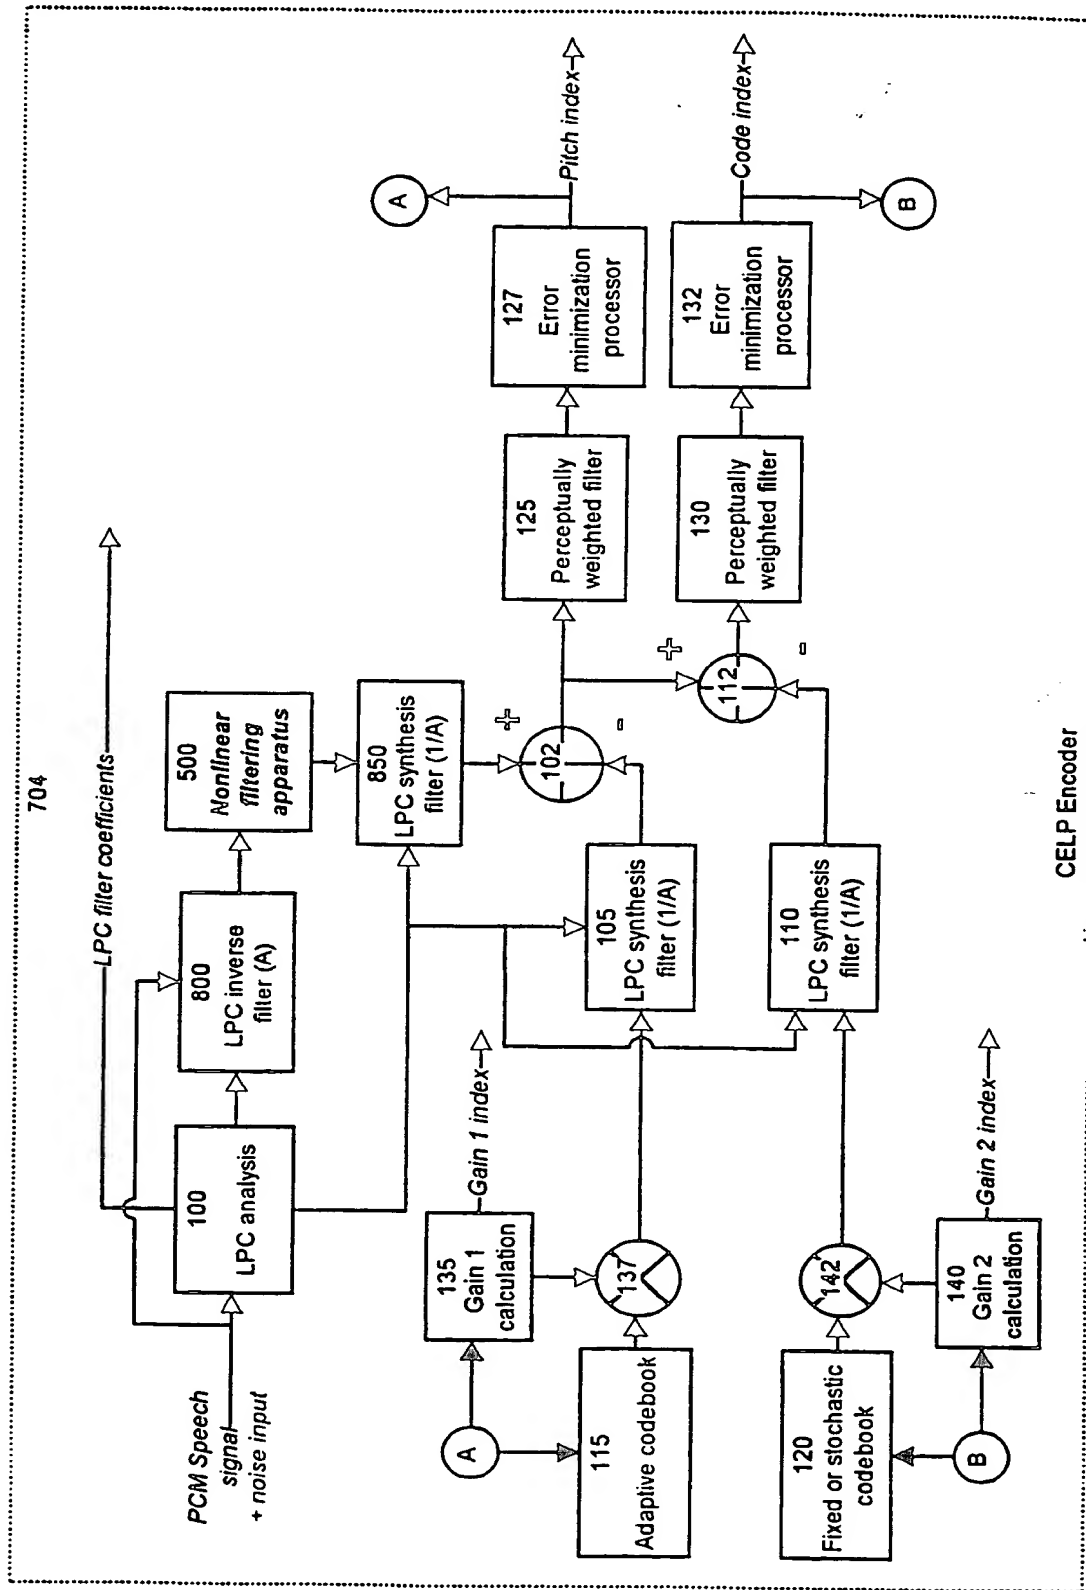 704
LPC filter coefficients
PCM Speech
signal
+ noise input
100
LPC analysis
800
LPC inverse
filter (A)
500
Nonlinear
filtering
apparatus
850
LPC synthesis
filter (1/A)
A
135
Gain 1
calculation
Gain 1 index
115
Adaptive codebook
137
105
LPC synthesis
filter (1/A)
+
102
-
125
Perceptually
weighted filter
127
Error
minimization
processor
A
Pitch index
120
Fixed or stochastic
codebook
142
110
LPC synthesis
filter (1/A)
+
112
-
130
Perceptually
weighted filter
132
Error
minimization
processor
Code index
B
B
140
Gain 2
calculation
Gain 2 index
CELP Encoder